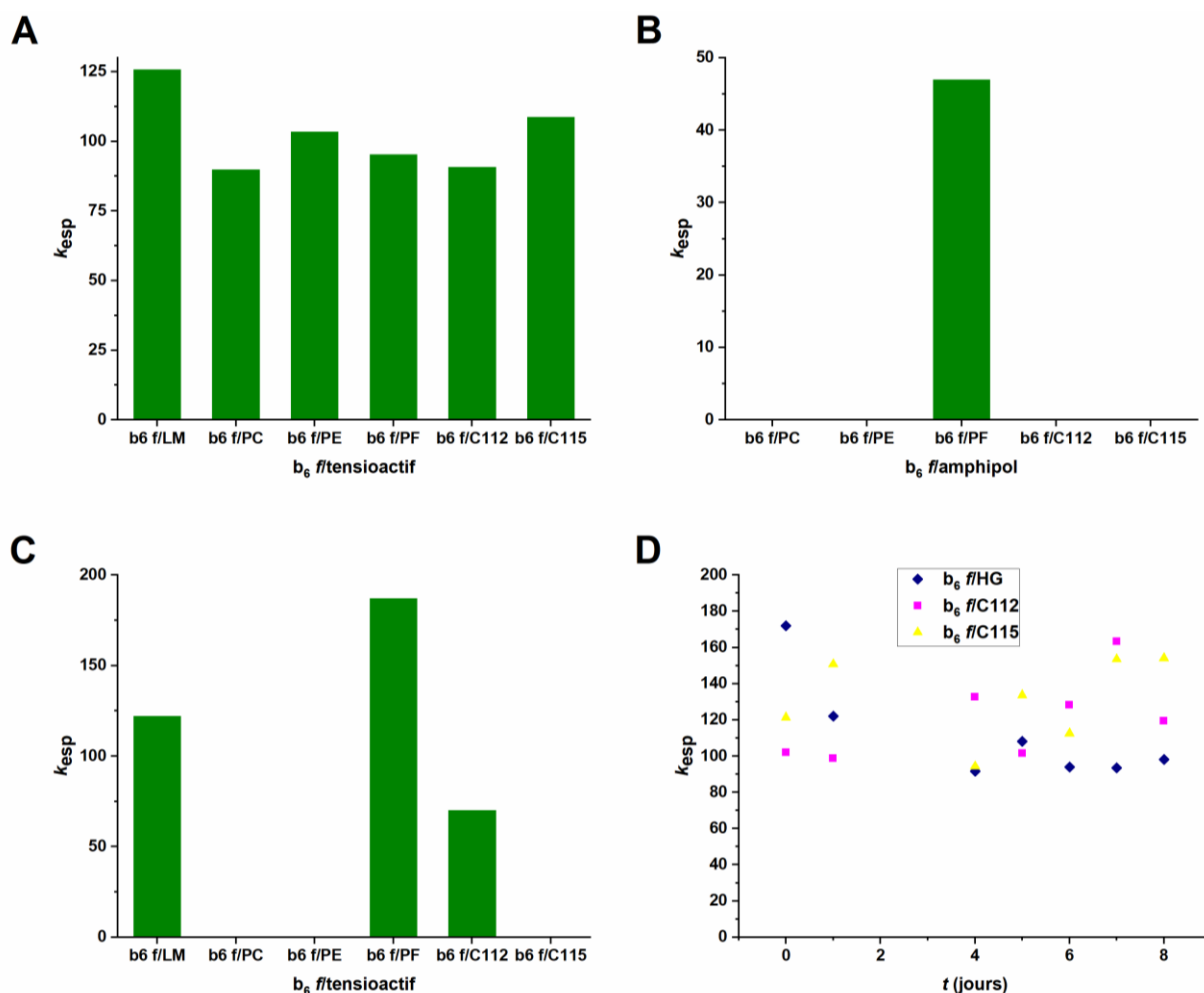 A
125
100
75
50
25
0
kesp
b6 f/LM b6 f/PC b6 f/PE b6 f/PF b6 f/C112 b6 f/C115
b6 f/tensioactif
B
50
40
30
20
10
0
kesp
b6 f/PC b6 f/PE b6 f/PF b6 f/C112 b6 f/C115
b6 f/amphipol
C
200
150
100
50
0
kesp
b6 f/LM b6 f/PC b6 f/PE b6 f/PF b6 f/C112 b6 f/C115
b6 f/tensioactif
D
b6 f/HG
b6 f/C112
b6 f/C115
200
180
160
140
120
100
80
60
40
20
0
kesp
0 2 4 6 8
t (jours)